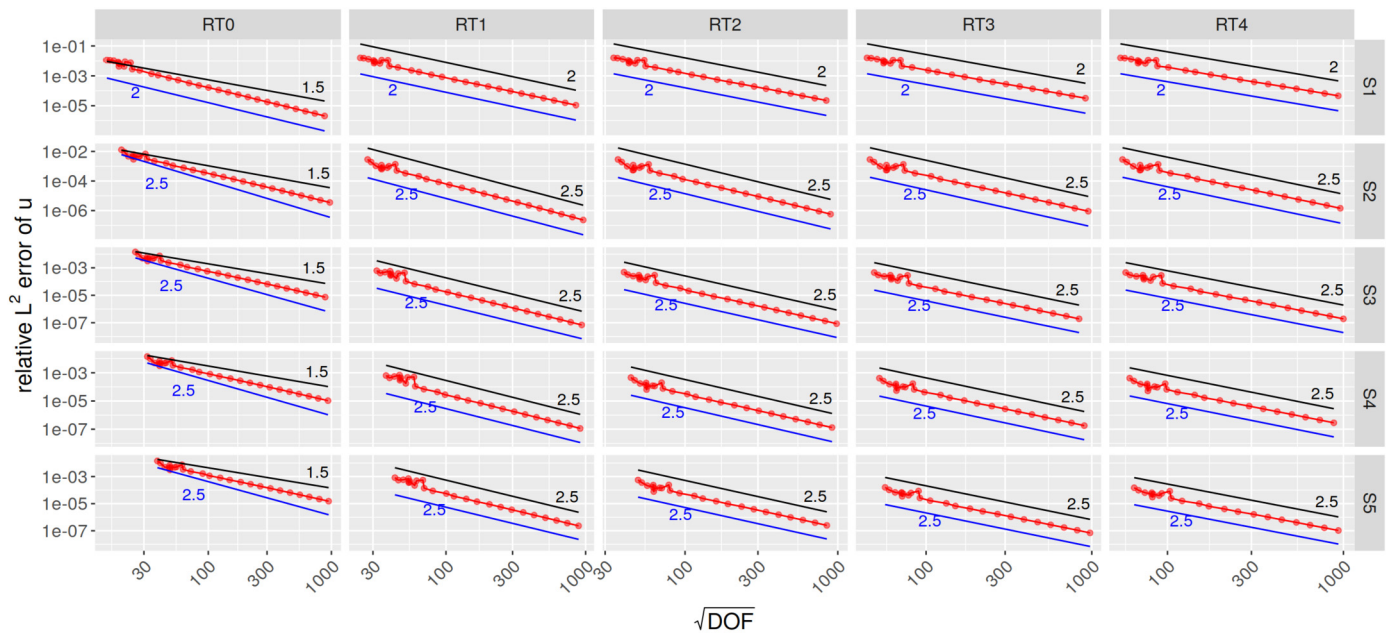 RT0 RT1 RT2 RT3 RT4
1e-01
1e-03
1e-05
1.5 2 2 2 2
2 2 2 2 2
S1
1e-02
1e-04
1e-06
1.5 2.5 2.5 2.5 2.5
2.5 2.5 2.5 2.5 2.5
S2
1e-03
1e-05
1e-07
1.5 2.5 2.5 2.5 2.5
2.5 2.5 2.5 2.5 2.5
S3
1e-03
1e-05
1e-07
1.5 2.5 2.5 2.5 2.5
2.5 2.5 2.5 2.5 2.5
S4
1e-03
1e-05
1e-07
1.5 2.5 2.5 2.5 2.5
2.5 2.5 2.5 2.5 2.5
S5
30 100 300 1000 30 100 300 1000 30 100 300 1000 100 300 1000 100 300 1000
relative L² error of u
√DOF